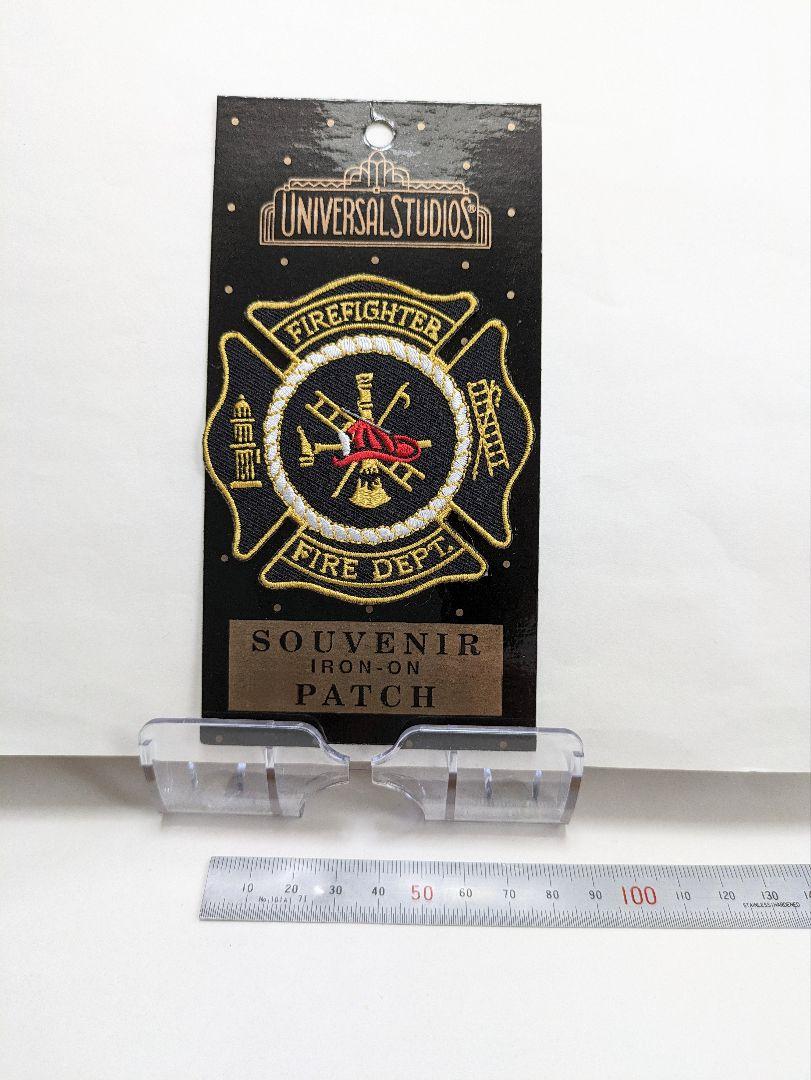 UNIVERSAL STUDIOS®
FIREFIGHTER
FIRE DEPT.
SOUVENIR
IRON-ON
PATCH
10 20 30 40 50 60 70 80 90 100 110 120 130
STAINLESS HARDENED